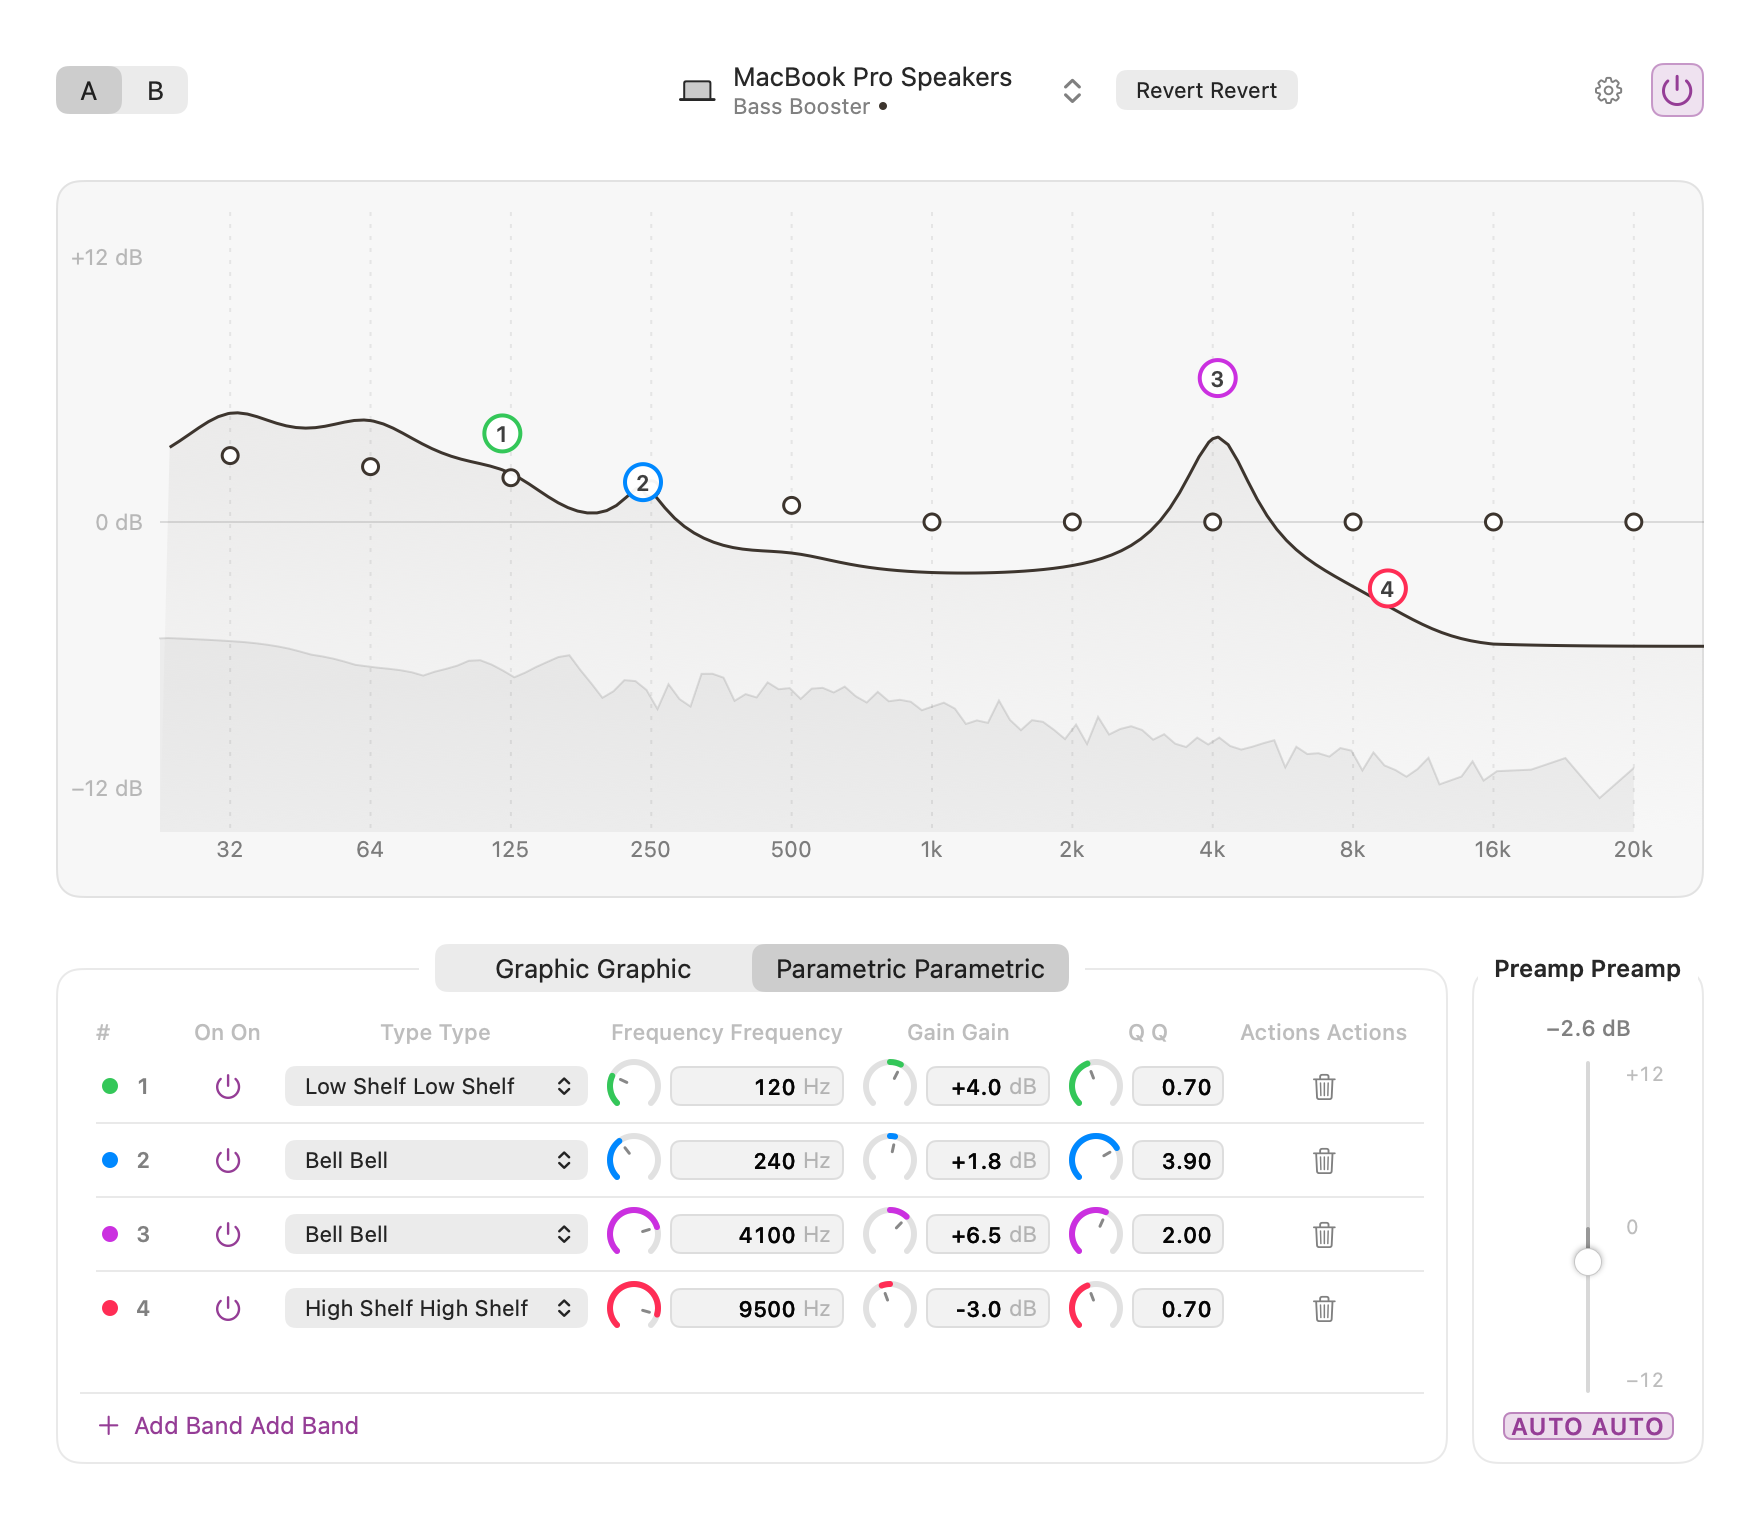 A B
MacBook Pro Speakers
Bass Booster •
Revert Revert
+12 dB
0 dB
−12 dB
1
2
3
4
32 64 125 250 500 1k 2k 4k 8k 16k 20k
Graphic Graphic Parametric Parametric
# On On Type Type Frequency Frequency Gain Gain Q Q Actions Actions
1 Low Shelf Low Shelf 120 Hz +4.0 dB 0.70
2 Bell Bell 240 Hz +1.8 dB 3.90
3 Bell Bell 4100 Hz +6.5 dB 2.00
4 High Shelf High Shelf 9500 Hz -3.0 dB 0.70
+ Add Band Add Band
Preamp Preamp
−2.6 dB
+12
0
−12
AUTO AUTO